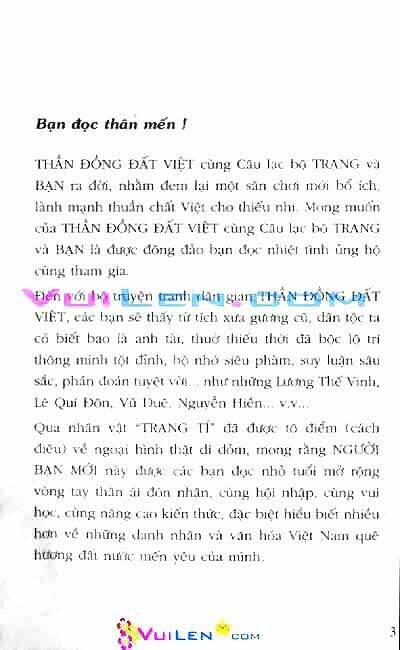 Bạn đọc thân mến !
THẦN ĐỒNG ĐẤT VIỆT cùng Câu lạc bộ TRẠNG và
BẠN ra đời, nhằm đem lại một sân chơi mới bổ ích,
lành mạnh thuần chất Việt cho thiếu nhi. Mong muốn
của THẦN ĐỒNG ĐẤT VIỆT cùng Câu lạc bộ TRẠNG
và BẠN là được đông đảo bạn đọc nhiệt tình ủng hộ
cùng tham gia.
VUILEN.COM
Đến với bộ truyện tranh dân gian THẦN ĐỒNG ĐẤT
VIỆT, các bạn sẽ thấy từ tích xưa gương cũ, dân tộc ta
có biết bao là anh tài, thuở thiếu thời đã bộc lộ trí
thông minh tột đỉnh, bộ nhớ siêu phàm, suy luận sâu
sắc, phán đoán tuyệt vời... như những Lương Thế Vinh,
Lê Quí Đôn, Vũ Duệ, Nguyễn Hiền... v.v...
Qua nhân vật "TRẠNG TÍ" đã được tô điểm (cách
điệu) về ngoại hình thật dí dỏm, mong rằng NGƯỜI
BẠN MỚI này được các bạn đọc nhỏ tuổi mở rộng
vòng tay thân ái đón nhận, cùng hội nhập, cùng vui
học, cùng nâng cao kiến thức, đặc biệt hiểu biết nhiều
hơn về những danh nhân và văn hóa Việt Nam quê
hương đất nước mến yêu của mình.
3
VUILEN.com